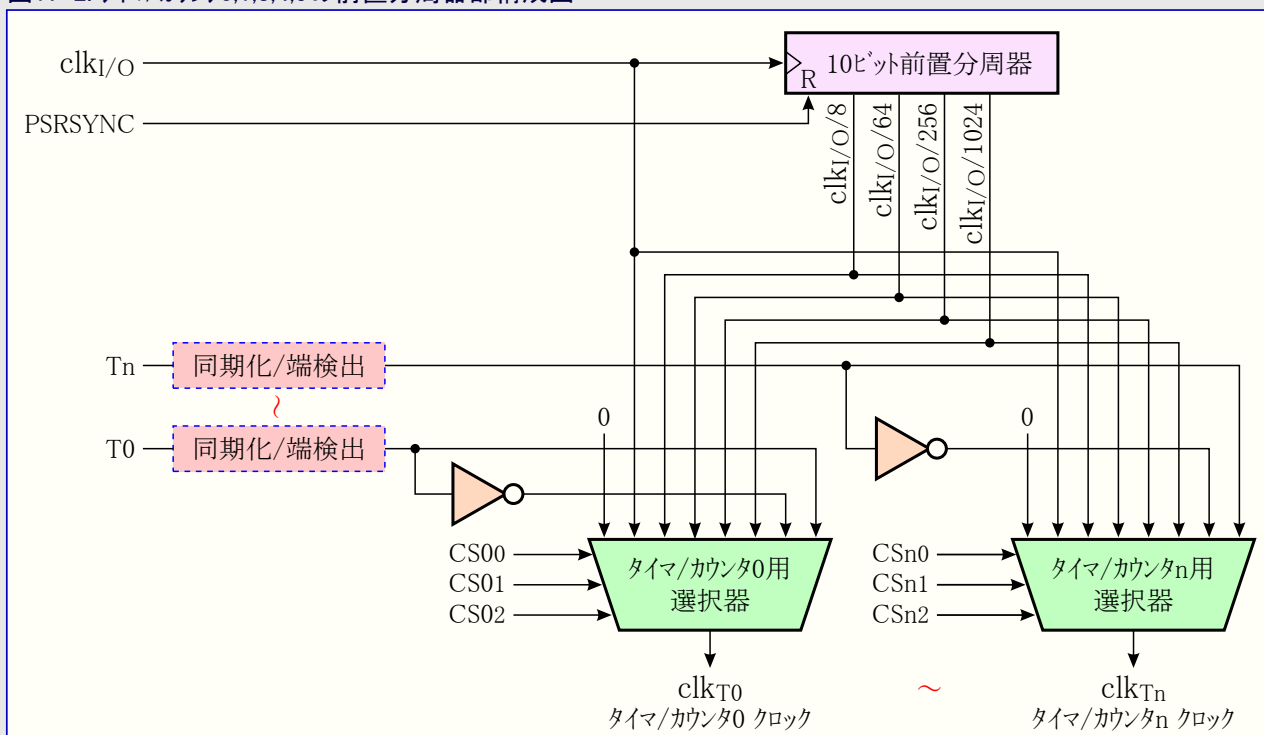 clkI/O
10ビット前置分周器
R
PSRSYNC
clkI/O/8
clkI/O/64
clkI/O/256
clkI/O/1024
Tn
同期化/端検出
~
T0
同期化/端検出
0
0
CS00
CS01
CS02
タイマ/カウンタ0用
選択器
CSn0
CSn1
CSn2
タイマ/カウンタn用
選択器
clkT0
タイマ/カウンタ0 クロック
~
clkTn
タイマ/カウンタn クロック